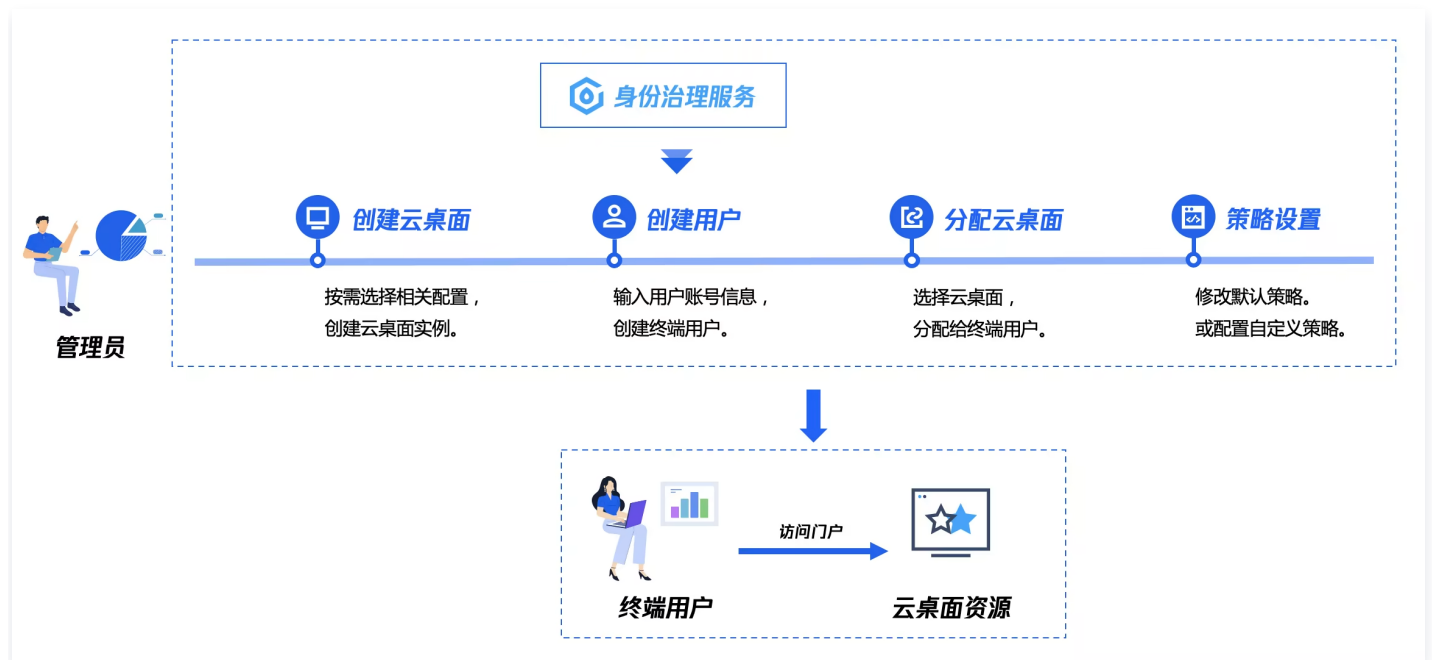 身份治理服务
创建云桌面
创建用户
分配云桌面
策略设置
按需选择相关配置，
创建云桌面实例。
输入用户账号信息，
创建终端用户。
选择云桌面，
分配给终端用户。
修改默认策略。
或配置自定义策略。
管理员
访问门户
终端用户
云桌面资源